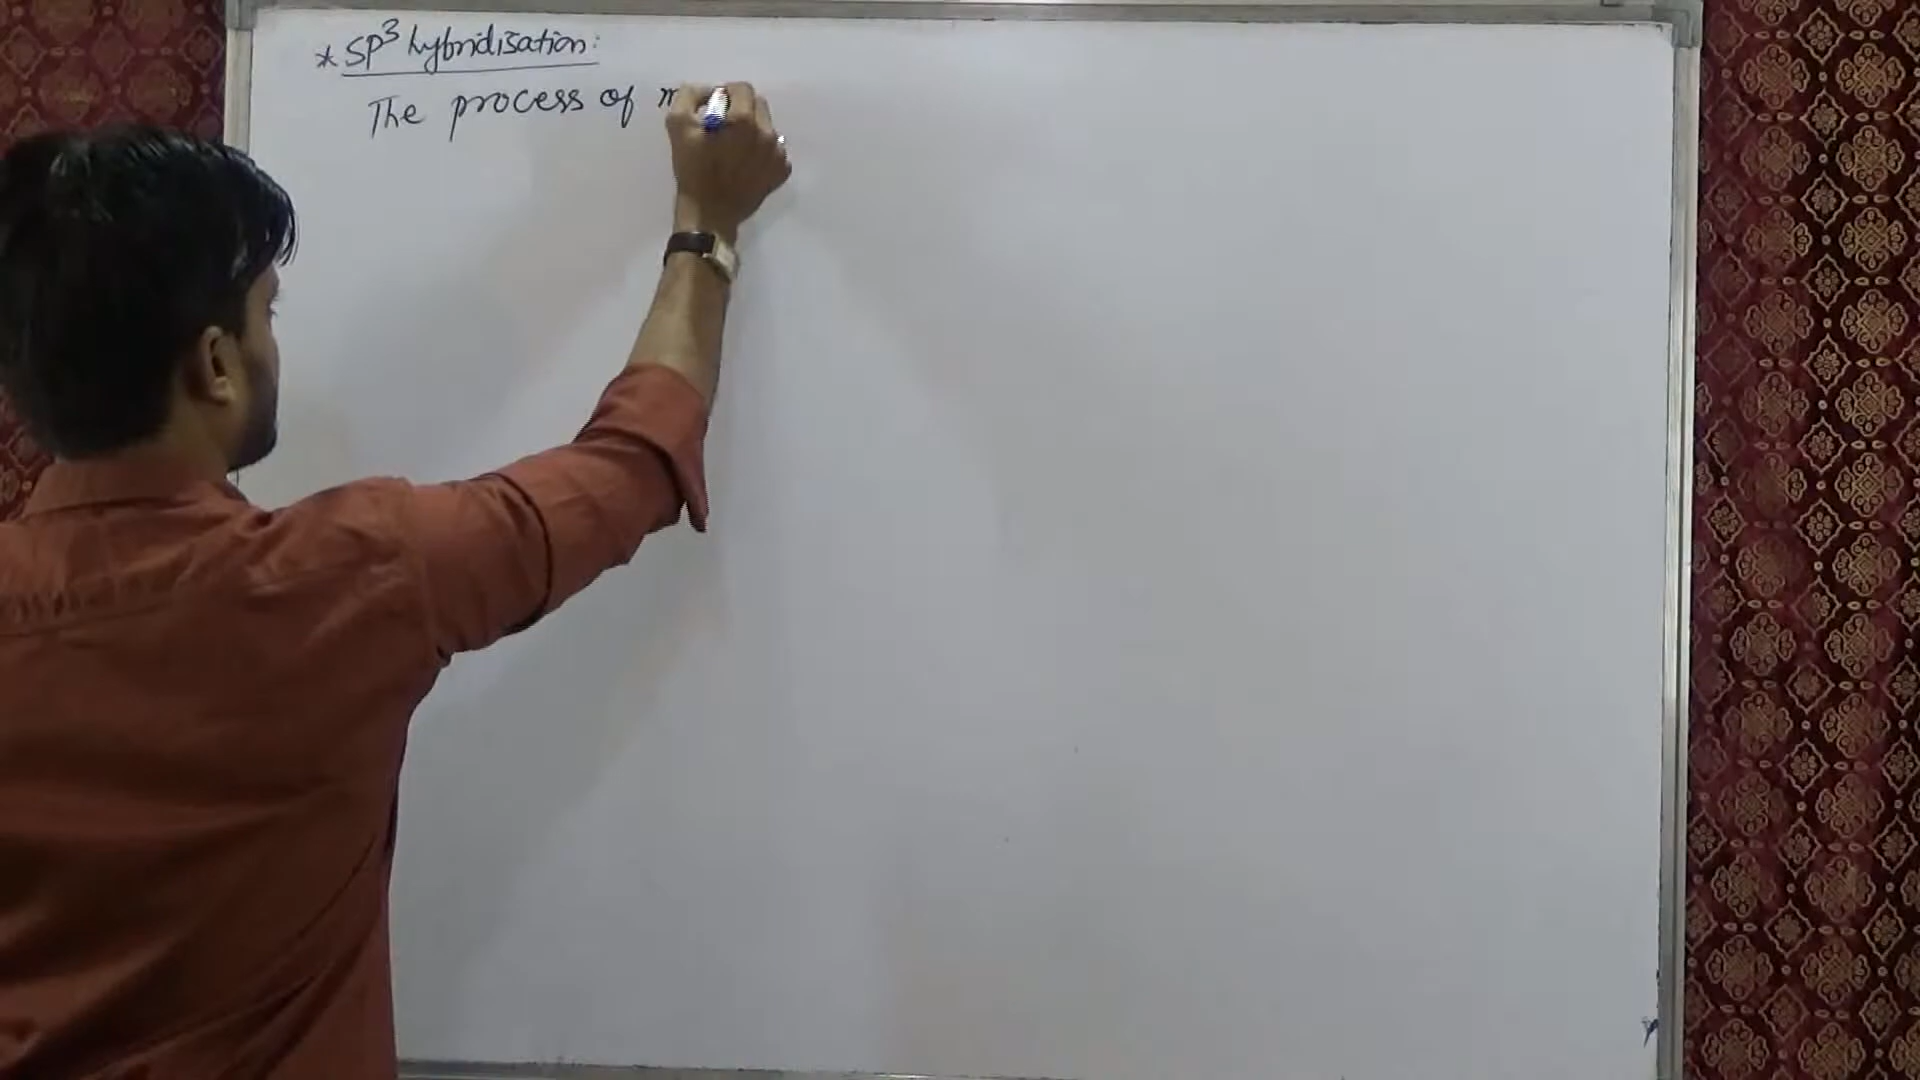 * SP³ hybridisation:
The process of